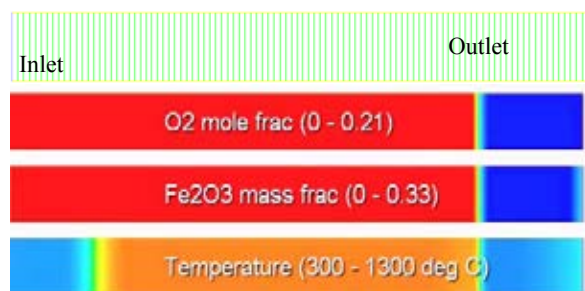 Outlet
Inlet
O2 mole frac (0 - 0.21)
Fe2O3 mass frac (0 - 0.33)
Temperature (300 - 1300 deg C)